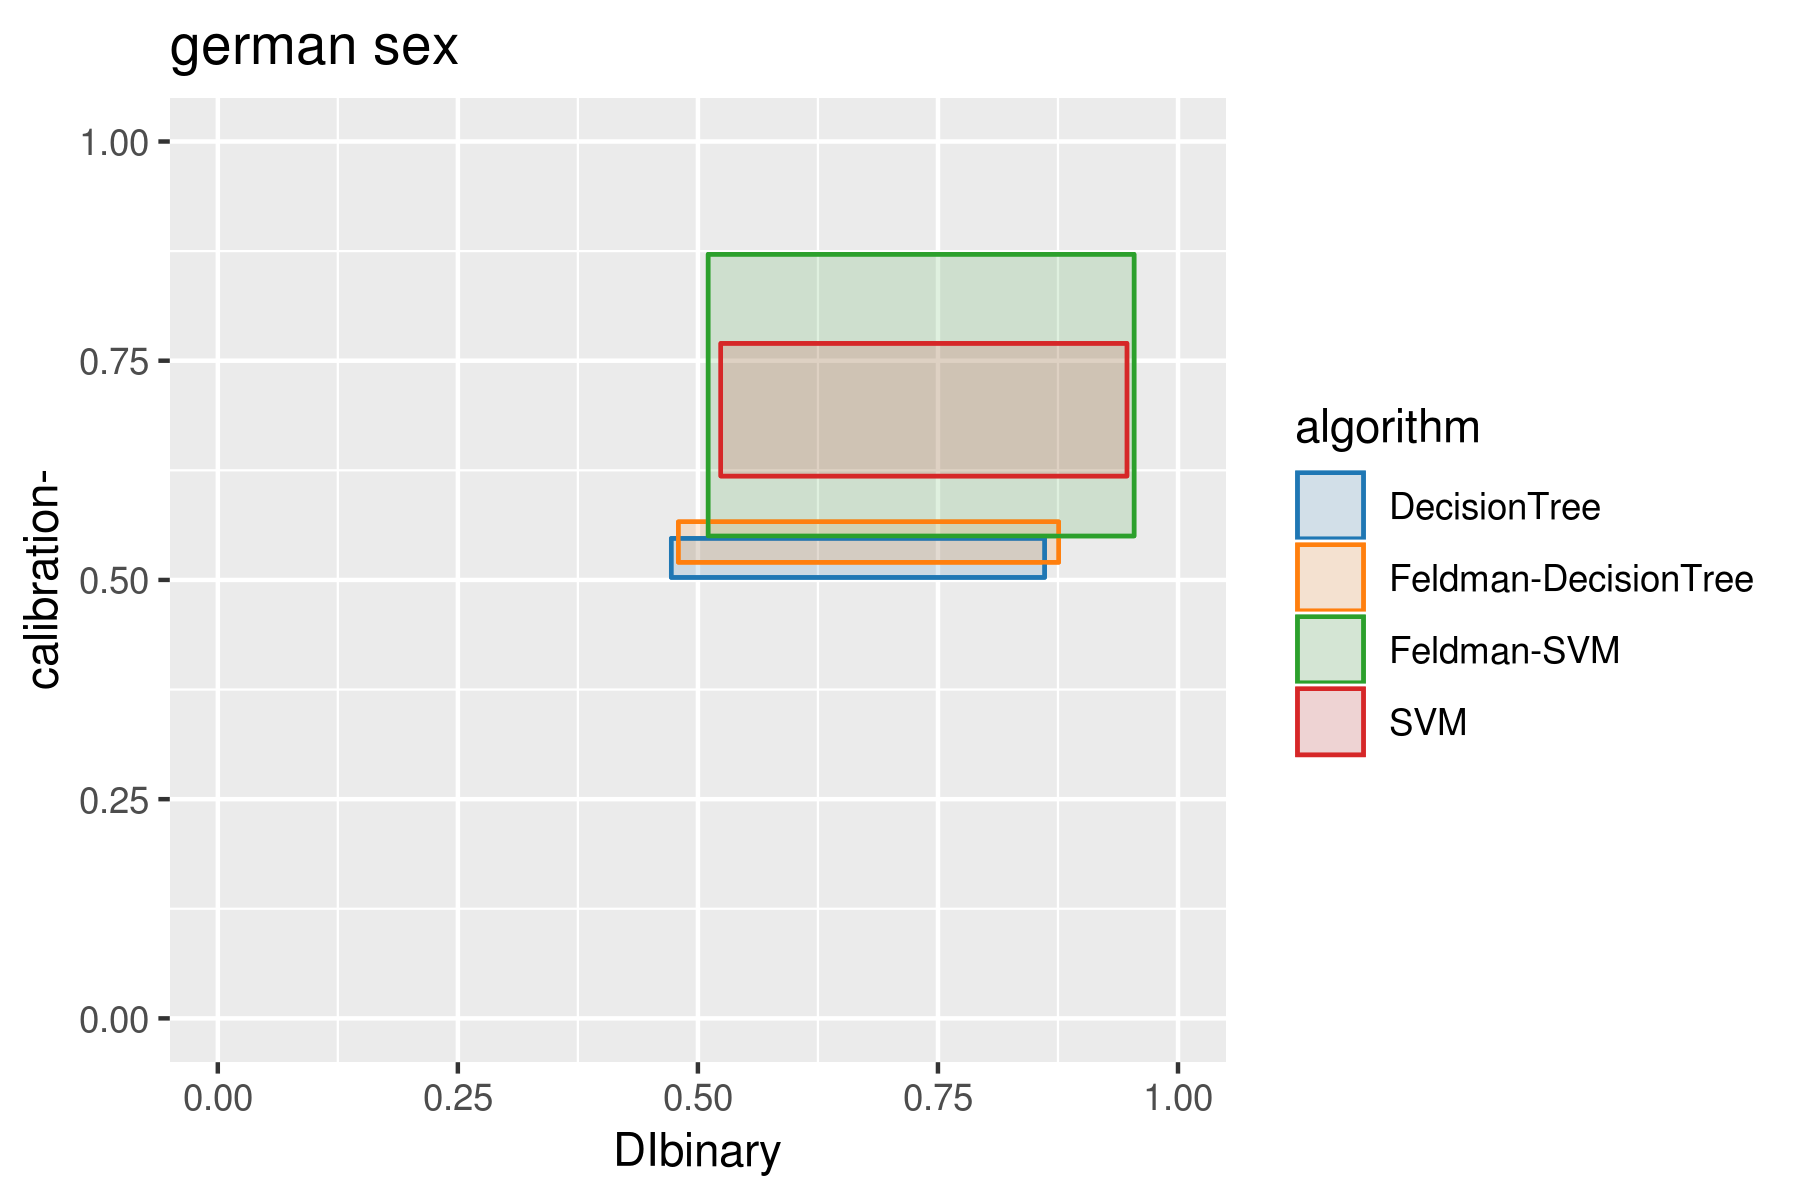 german sex
calibration-
1.00
0.75
0.50
0.25
0.00
0.00 0.25 0.50 0.75 1.00
DIbinary
algorithm
DecisionTree
Feldman-DecisionTree
Feldman-SVM
SVM